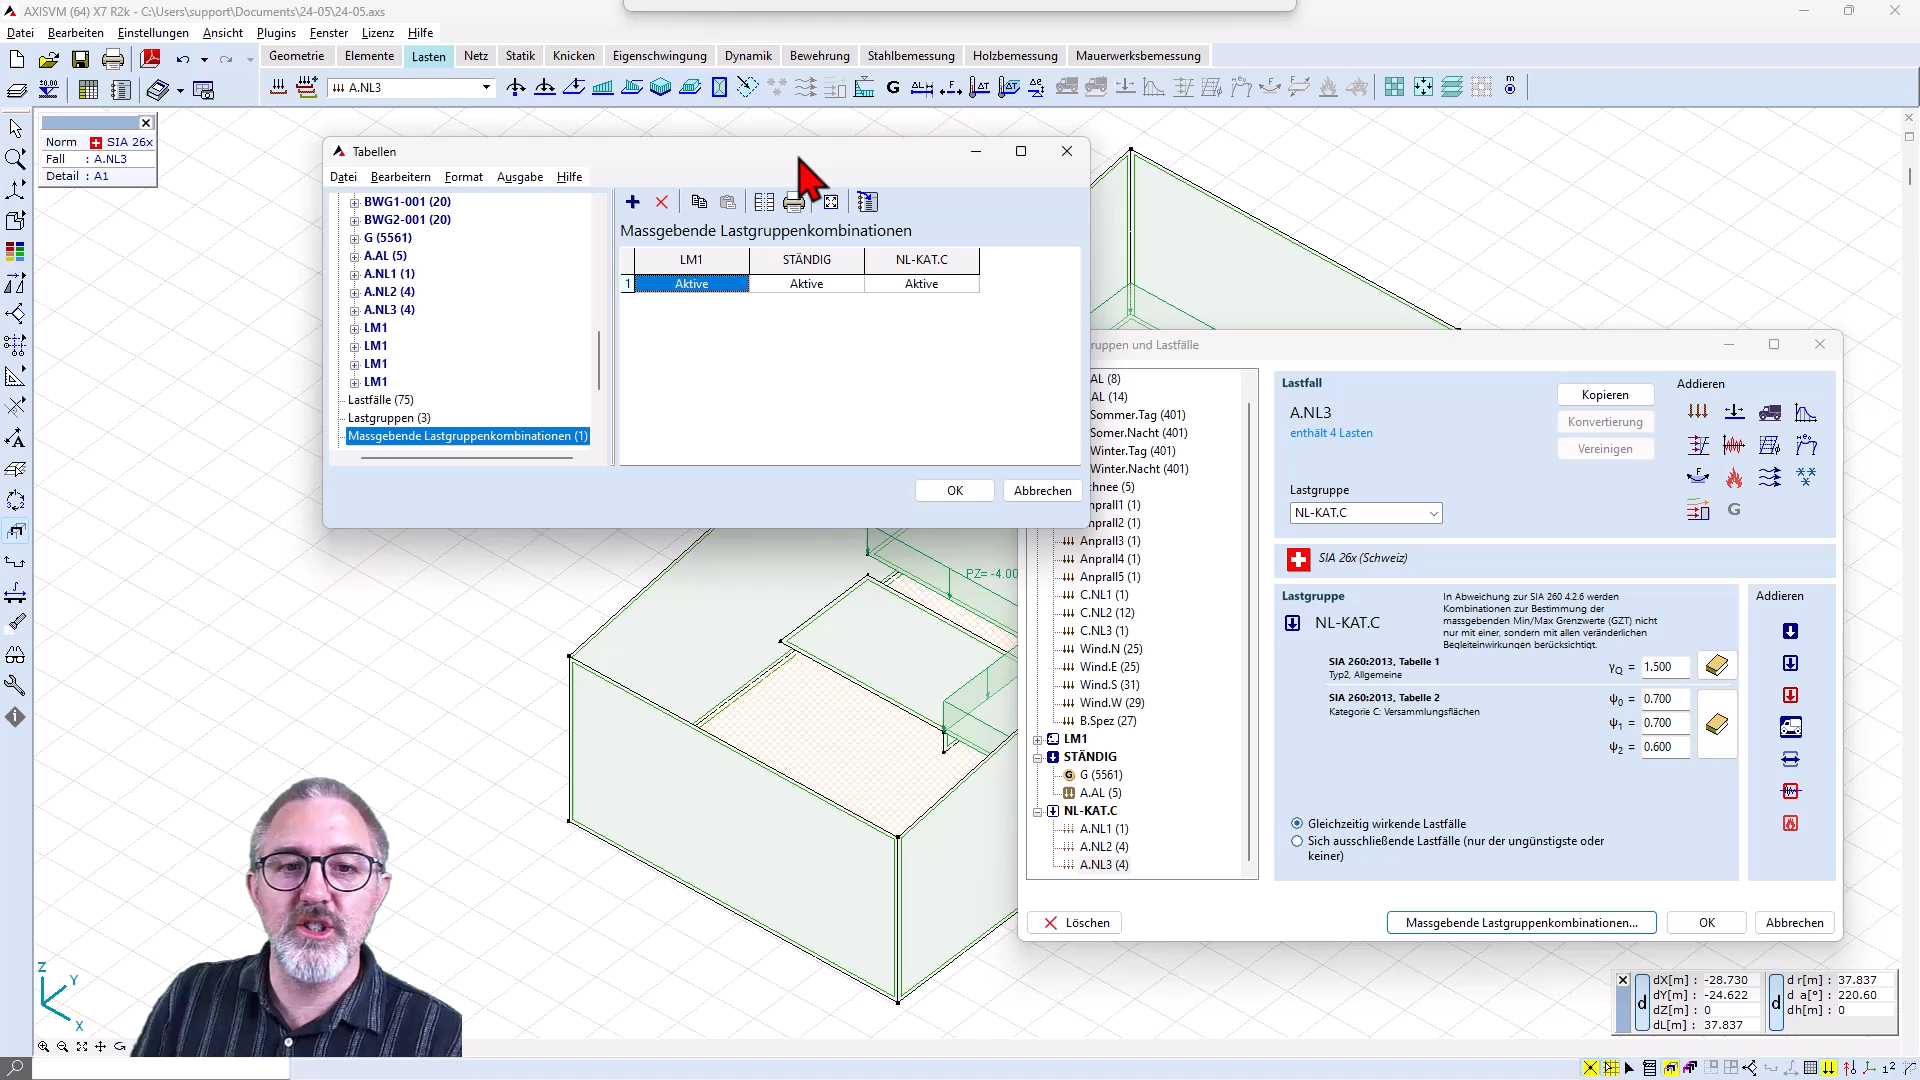 AXISVM (64) X7 R2k - C:\Users\support\Documents\24-05\24-05.axs
Datei Bearbeiten Einstellungen Ansicht Plugins Fenster Lizenz Hilfe
Geometrie Elemente Lasten Netz Statik Knicken Eigenschwingung Dynamik Bewehrung Stahlbemessung Holzbemessung Mauerwerksbemessung
A.NL3
Norm SIA 26x
Fall : A.NL3
Detail : A1
Tabellen
Datei Bearbeiten Format Ausgabe Hilfe
BWG1-001 (20)
BWG2-001 (20)
G (5561)
A.AL (5)
A.NL1 (1)
A.NL2 (4)
A.NL3 (4)
LM1
LM1
LM1
LM1
Lastfälle (75)
Lastgruppen (3)
Massgebende Lastgruppenkombinationen (1)
Massgebende Lastgruppenkombinationen
LM1 STÄNDIG NL-KAT.C
1 Aktive Aktive Aktive
OK Abbrechen
PZ= -4.00
ruppen und Lastfälle
AL (8)
AL (14)
Sommer.Tag (401)
Somer.Nacht (401)
Winter.Tag (401)
Winter.Nacht (401)
hnee (5)
nprall1 (1)
nprall2 (1)
Anprall3 (1)
Anprall4 (1)
Anprall5 (1)
C.NL1 (1)
C.NL2 (12)
C.NL3 (1)
Wind.N (25)
Wind.E (25)
Wind.S (31)
Wind.W (29)
B.Spez (27)
LM1
STÄNDIG
G (5561)
A.AL (5)
NL-KAT.C
A.NL1 (1)
A.NL2 (4)
A.NL3 (4)
Lastfall
A.NL3
enthält 4 Lasten
Kopieren
Konvertierung
Vereinigen
Addieren
Lastgruppe
NL-KAT.C
SIA 26x (Schweiz)
Lastgruppe
NL-KAT.C
In Abweichung zur SIA 260 4.2.6 werden
Kombinationen zur Bestimmung der
massgebenden Min/Max Grenzwerte (GZT) nicht
nur mit einer, sondern mit allen veränderlichen
Begleiteinwirkungen berücksichtigt.
SIA 260:2013, Tabelle 1
Typ2, Allgemeine
γQ = 1.500
SIA 260:2013, Tabelle 2
Kategorie C: Versammlungsflächen
ψ0 = 0.700
ψ1 = 0.700
ψ2 = 0.600
Addieren
Gleichzeitig wirkende Lastfälle
Sich ausschließende Lastfälle (nur der ungünstigste oder
keiner)
Löschen
Massgebende Lastgruppenkombinationen...
OK
Abbrechen
Z
Y
X
dX[m] : -28.730
dY[m] : -24.622
dZ[m] : 0
dL[m] : 37.837
d r[m] : 37.837
d a[°] : 220.60
dh[m] : 0